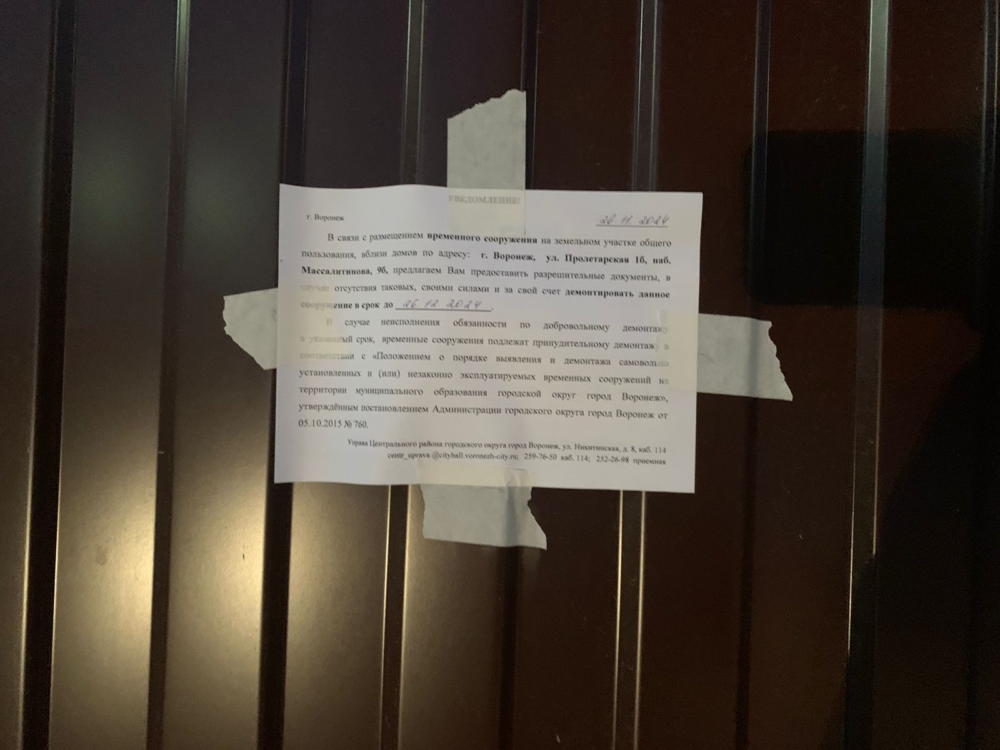 УВЕДОМЛЕНИЕ!
г. Воронеж 26.11.2024
В связи с размещением временного сооружения на земельном участке общего
пользования, вблизи домов по адресу: г. Воронеж, ул. Пролетарская 1б, наб.
Массалитинова, 9б, предлагаем Вам предоставить разрешительные документы, в
случае отсутствия таковых, своими силами и за свой счет демонтировать данное
сооружение в срок до 26.12.2024.
В случае неисполнения обязанности по добровольному демонтажу
в указанный срок, временные сооружения подлежат принудительному демонтажу в
соответствии с «Положением о порядке выявления и демонтажа самовольно
установленных и (или) незаконно эксплуатируемых временных сооружений на
территории муниципального образования городской округ город Воронеж»,
утверждённым постановлением Администрации городского округа город Воронеж от
05.10.2015 № 760.
Управа Центрального района городского округа город Воронеж, ул. Никитинская, д. 8, каб. 114
centr_uprava @cityhall.voronezh-city.ru; 259-76-50 каб. 114; 252-26-98 приемная